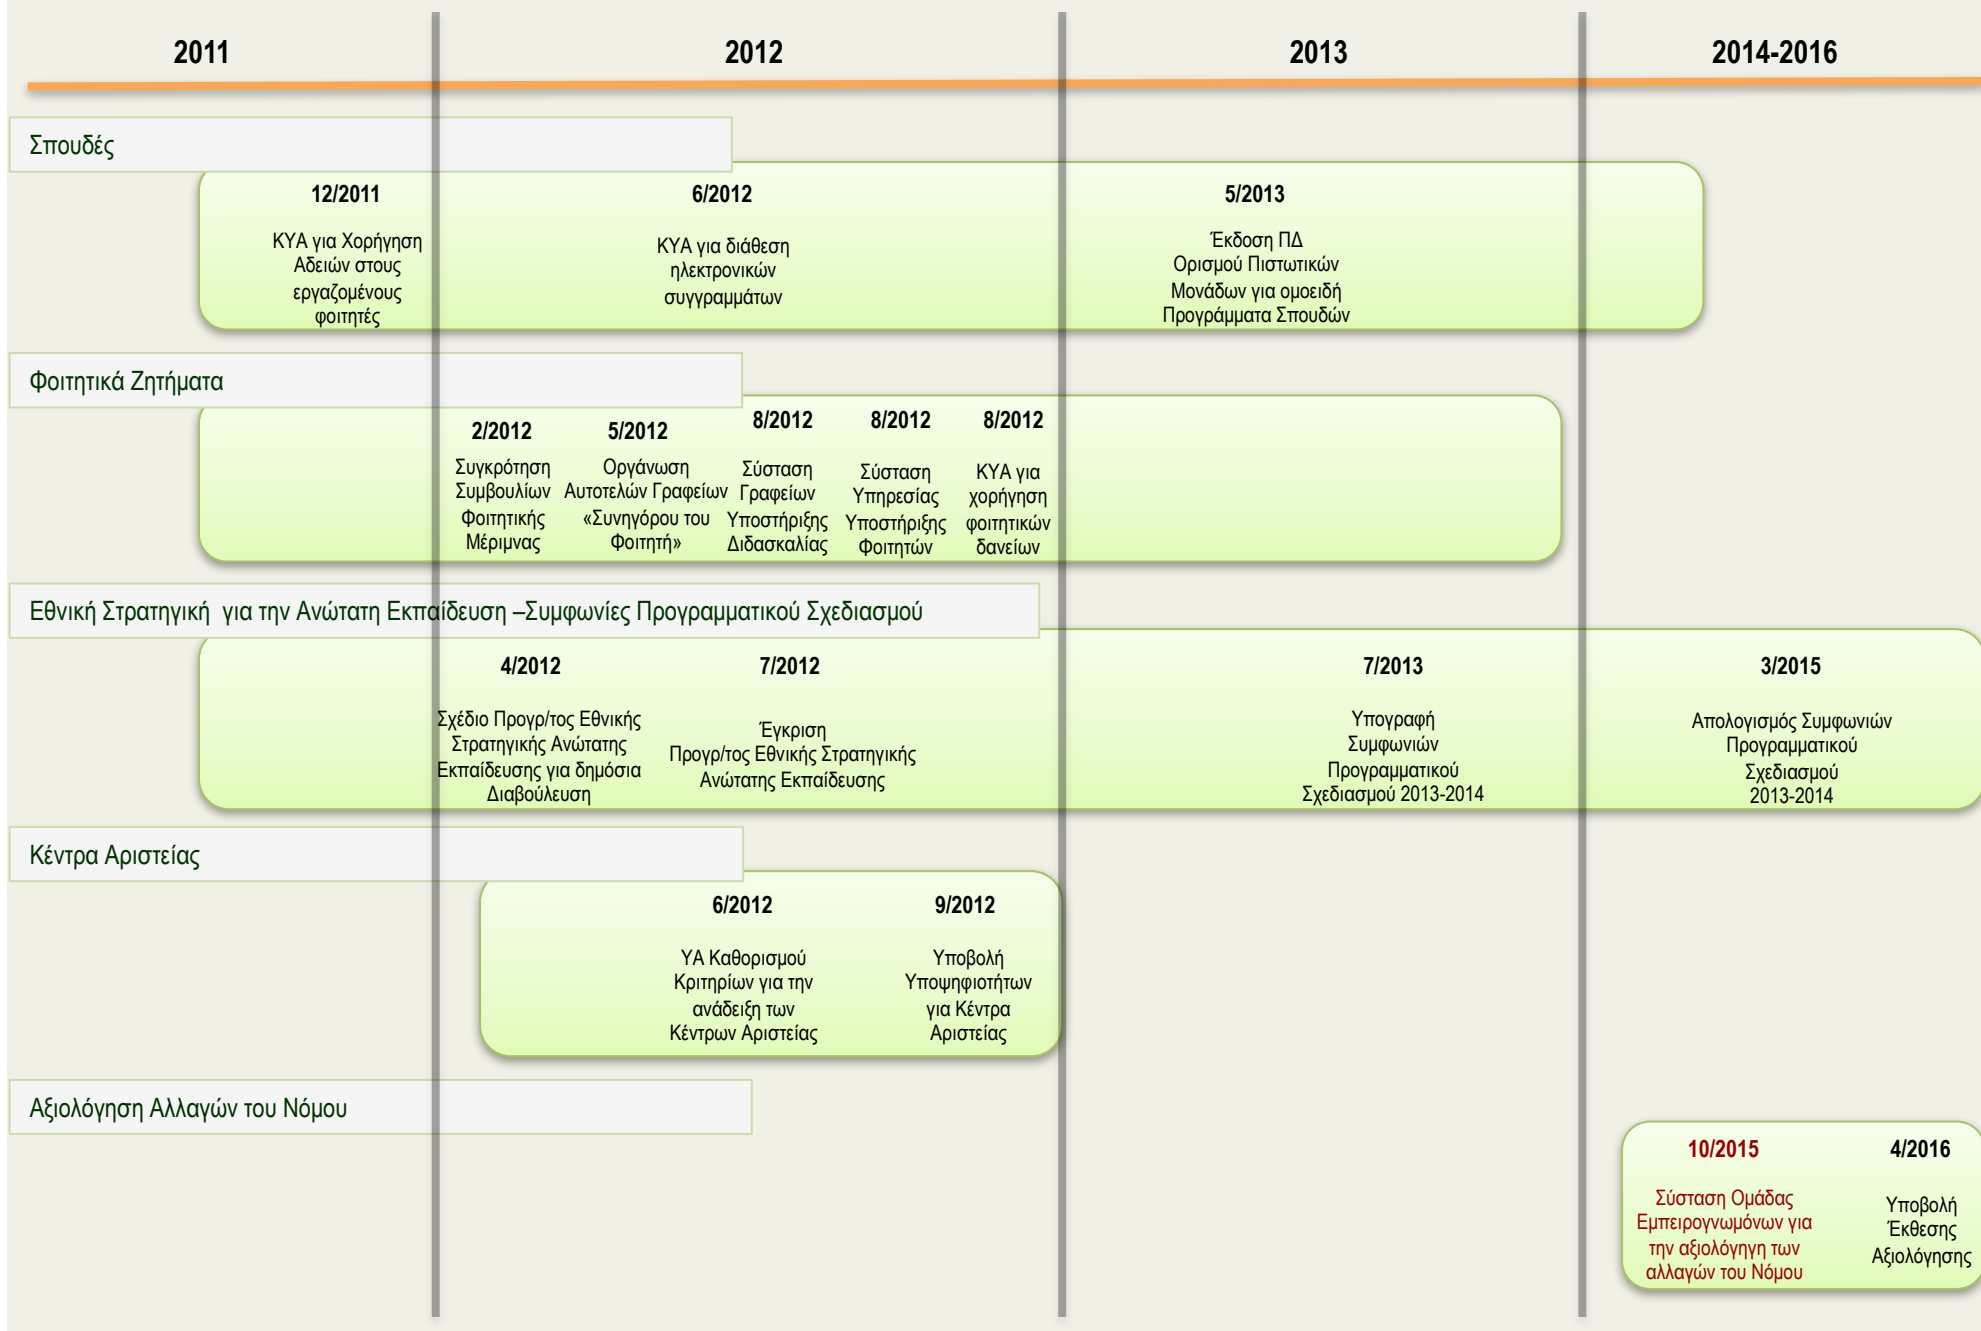 2011
2012
2013
2014-2016
Σπουδές
12/2011
ΚΥΑ για Χορήγηση
Αδειών στους
εργαζομένους
φοιτητές
6/2012
ΚΥΑ για διάθεση
ηλεκτρονικών
συγγραμμάτων
5/2013
Έκδοση ΠΔ
Ορισμού Πιστωτικών
Μονάδων για ομοειδή
Προγράμματα Σπουδών
Φοιτητικά Ζητήματα
2/2012
Συγκρότηση
Συμβουλίων
Φοιτητικής
Μέριμνας
5/2012
Οργάνωση
Αυτοτελών Γραφείων
«Συνηγόρου του
Φοιτητή»
8/2012
Σύσταση
Γραφείων
Υποστήριξης
Διδασκαλίας
8/2012
Σύσταση
Υπηρεσίας
Υποστήριξης
Φοιτητών
8/2012
ΚΥΑ για
χορήγηση
φοιτητικών
δανείων
Εθνική Στρατηγική  για την Ανώτατη Εκπαίδευση –Συμφωνίες Προγραμματικού Σχεδιασμού
4/2012
Σχέδιο Προγρ/τος Εθνικής
Στρατηγικής Ανώτατης
Εκπαίδευσης για δημόσια
Διαβούλευση
7/2012
Έγκριση
Προγρ/τος Εθνικής Στρατηγικής
Ανώτατης Εκπαίδευσης
7/2013
Υπογραφή
Συμφωνιών
Προγραμματικού
Σχεδιασμού 2013-2014
3/2015
Απολογισμός Συμφωνιών
Προγραμματικού
Σχεδιασμού
2013-2014
Κέντρα Αριστείας
6/2012
ΥΑ Καθορισμού
Κριτηρίων για την
ανάδειξη των
Κέντρων Αριστείας
9/2012
Υποβολή
Υποψηφιοτήτων
για Κέντρα
Αριστείας
Αξιολόγηση Αλλαγών του Νόμου
10/2015
Σύσταση Ομάδας
Εμπειρογνωμόνων για
την αξιολόγηγη των
αλλαγών του Νόμου
4/2016
Υποβολή
Έκθεσης
Αξιολόγησης